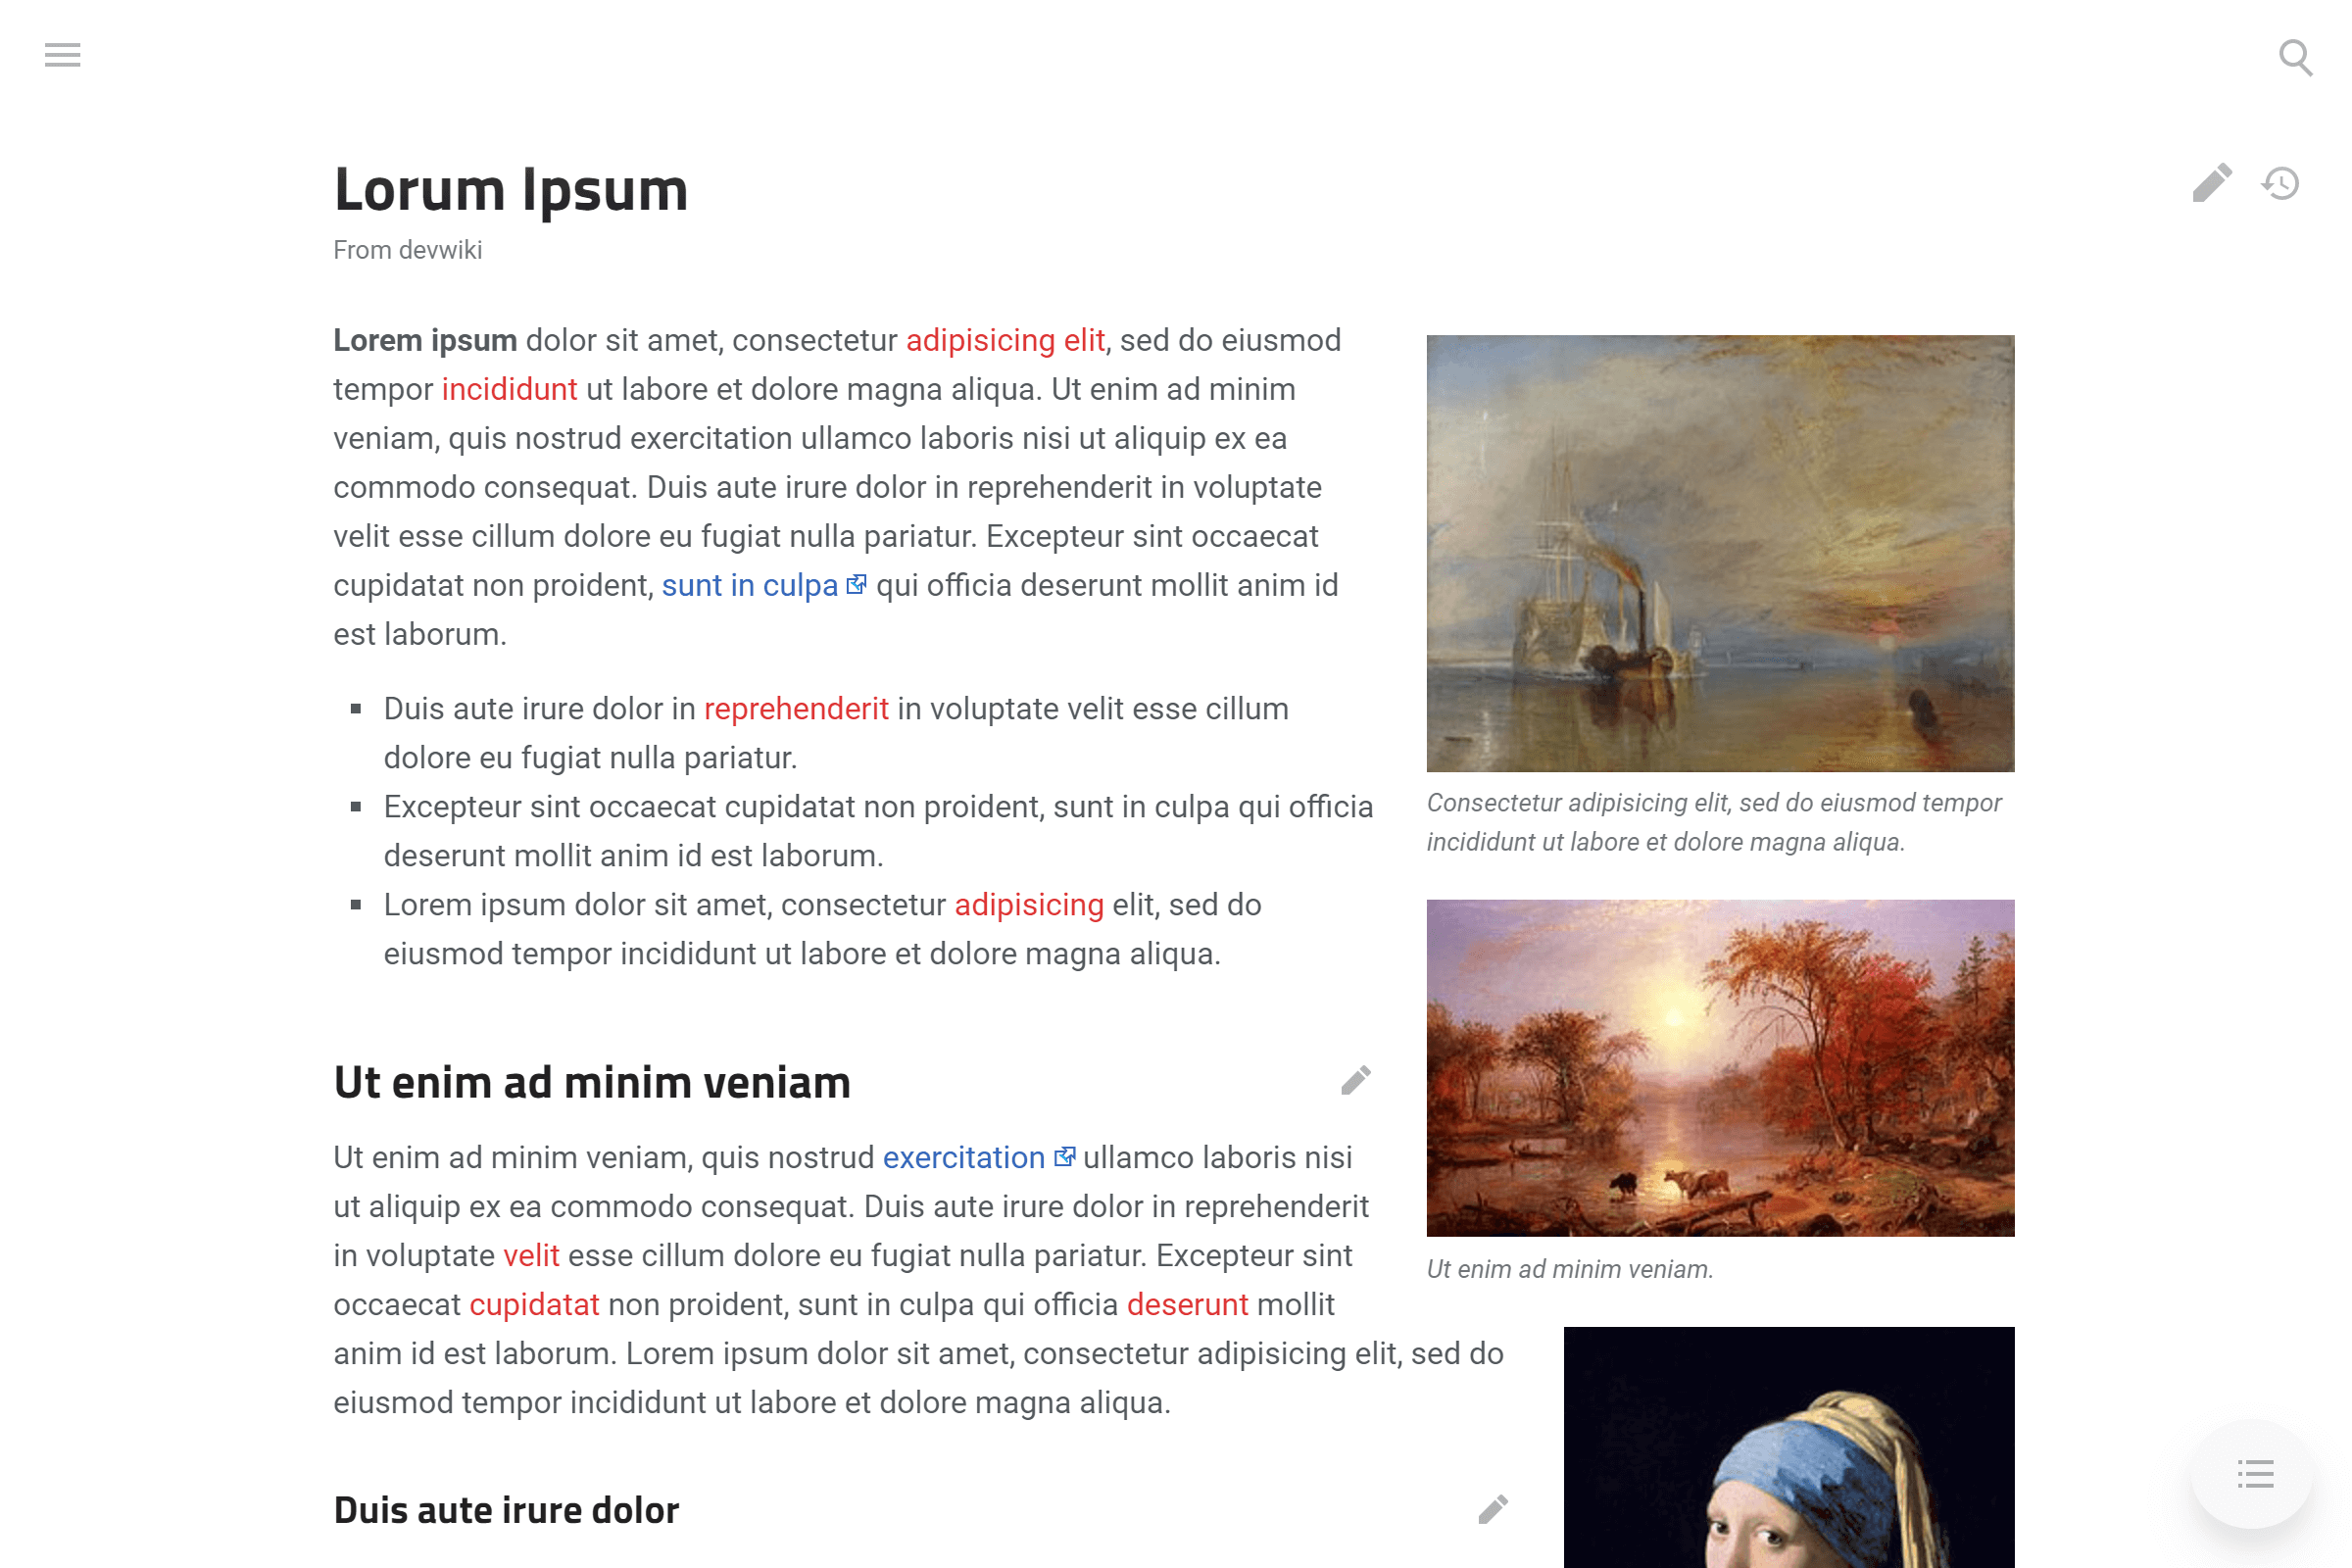 Lorum Ipsum
From devwiki
Lorem ipsum dolor sit amet, consectetur adipisicing elit, sed do eiusmod
tempor incididunt ut labore et dolore magna aliqua. Ut enim ad minim
veniam, quis nostrud exercitation ullamco laboris nisi ut aliquip ex ea
commodo consequat. Duis aute irure dolor in reprehenderit in voluptate
velit esse cillum dolore eu fugiat nulla pariatur. Excepteur sint occaecat
cupidatat non proident, sunt in culpa qui officia deserunt mollit anim id
est laborum.
Duis aute irure dolor in reprehenderit in voluptate velit esse cillum
dolore eu fugiat nulla pariatur.
Excepteur sint occaecat cupidatat non proident, sunt in culpa qui officia
deserunt mollit anim id est laborum.
Lorem ipsum dolor sit amet, consectetur adipisicing elit, sed do
eiusmod tempor incididunt ut labore et dolore magna aliqua.
Consectetur adipisicing elit, sed do eiusmod tempor
incididunt ut labore et dolore magna aliqua.
Ut enim ad minim veniam.
Ut enim ad minim veniam
Ut enim ad minim veniam, quis nostrud exercitation ullamco laboris nisi
ut aliquip ex ea commodo consequat. Duis aute irure dolor in reprehenderit
in voluptate velit esse cillum dolore eu fugiat nulla pariatur. Excepteur sint
occaecat cupidatat non proident, sunt in culpa qui officia deserunt mollit
anim id est laborum. Lorem ipsum dolor sit amet, consectetur adipisicing elit, sed do
eiusmod tempor incididunt ut labore et dolore magna aliqua.
Duis aute irure dolor